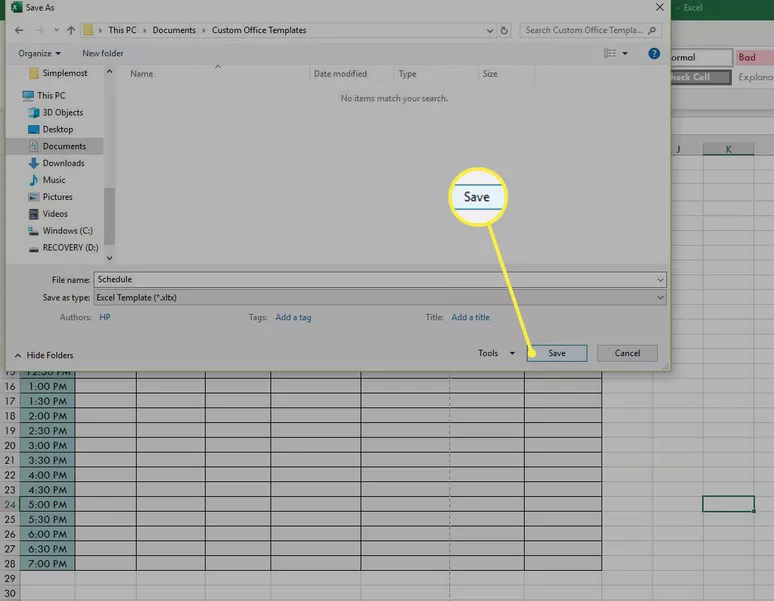 Save As
- Excel
This PC > Documents > Custom Office Templates
Search Custom Office Templa...
Organize
New folder
Name
Date modified
Type
Size
No items match your search.
Simplemost
This PC
3D Objects
Desktop
Documents
Downloads
Music
Pictures
Videos
Windows (C:)
RECOVERY (D:)
Bad
Check Cell
Explana
J
K
Save
File name: Schedule
Save as type: Excel Template (*.xltx)
Authors: HP
Tags: Add a tag
Title: Add a title
Hide Folders
Tools
Save
Cancel
15 12:30 PM
16 1:00 PM
17 1:30 PM
18 2:00 PM
19 2:30 PM
20 3:00 PM
21 3:30 PM
22 4:00 PM
23 4:30 PM
24 5:00 PM
25 5:30 PM
26 6:00 PM
27 6:30 PM
28 7:00 PM
29
30